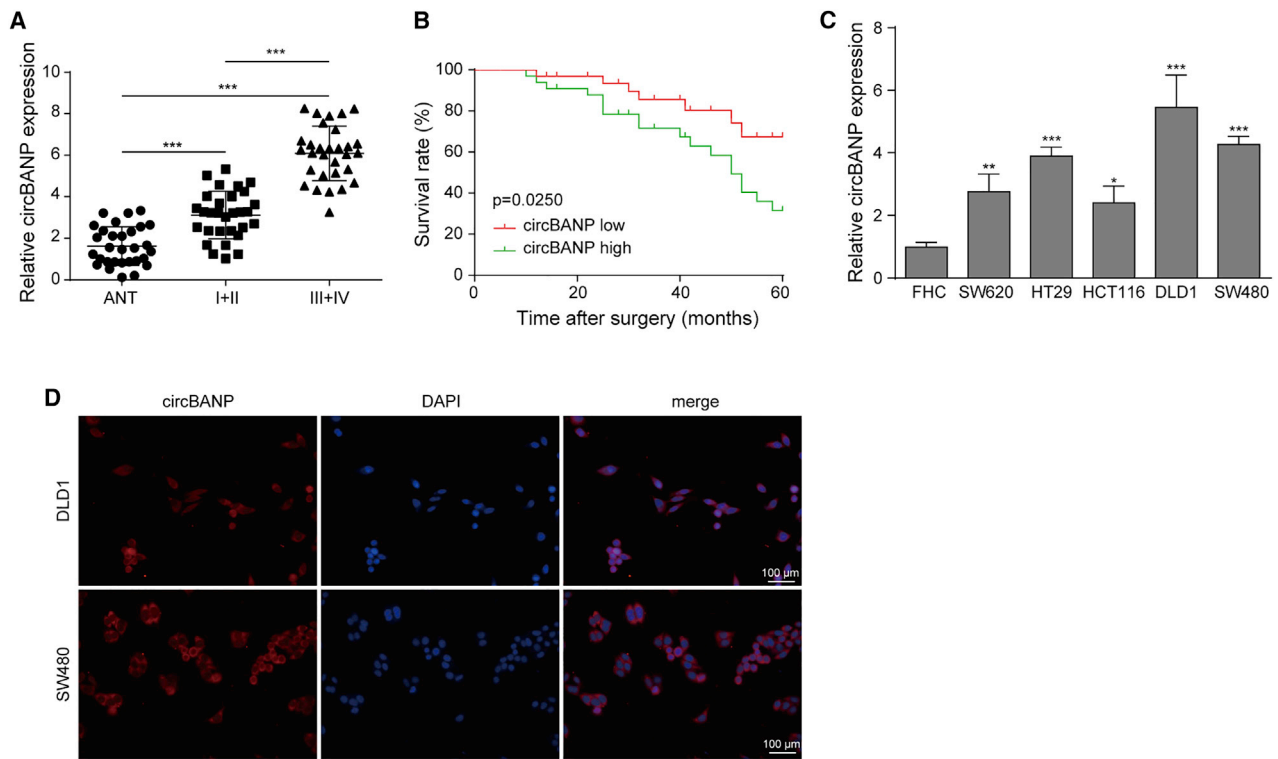 A
Relative circBANP expression
10
8
6
4
2
0
***
***
***
ANT
I+II
III+IV
B
Survival rate (%)
100
80
60
40
20
0
p=0.0250
circBANP low
circBANP high
0
20
40
60
Time after surgery (months)
C
Relative circBANP expression
8
6
4
2
0
**
***
*
***
***
FHC
SW620
HT29
HCT116
DLD1
SW480
D
circBANP
DAPI
merge
DLD1
100 µm
SW480
100 µm